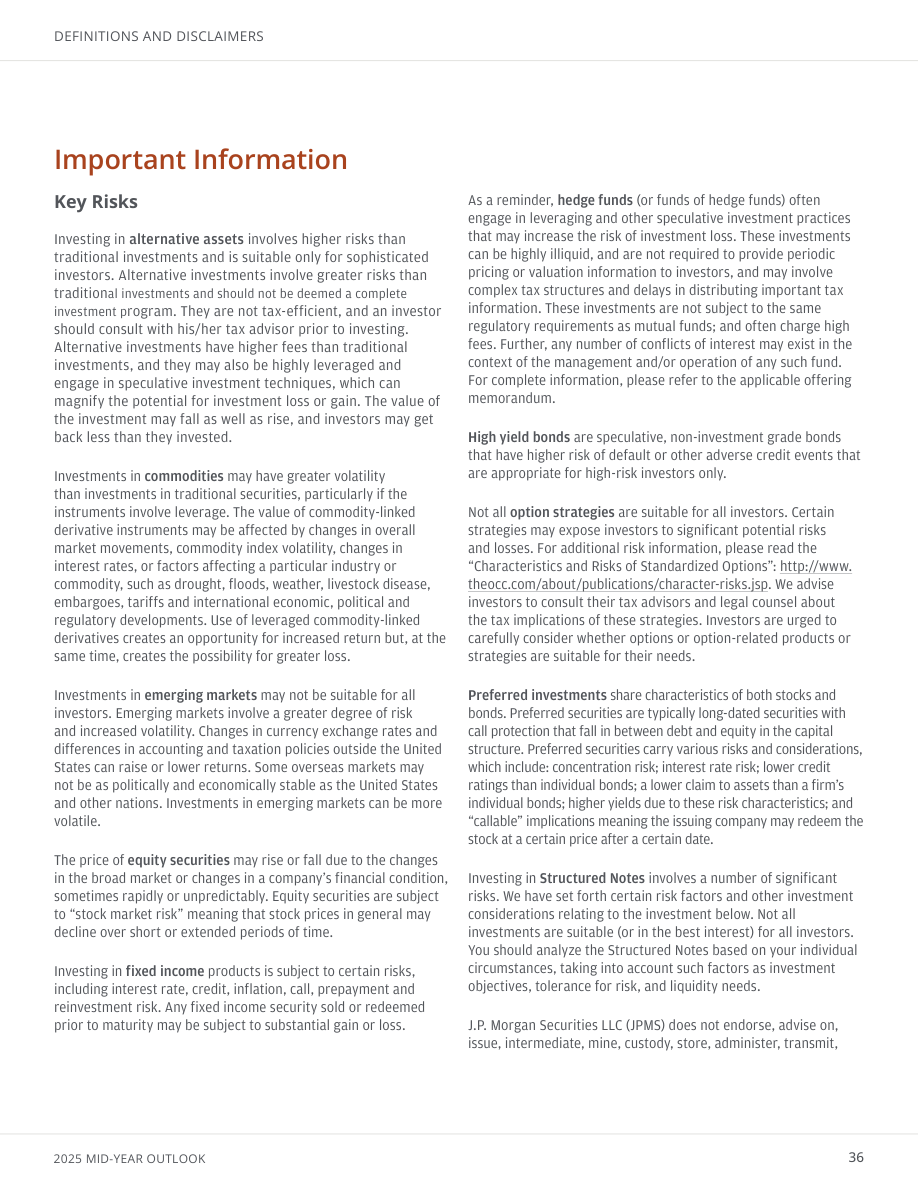 DEFINITIONS AND DISCLAIMERS
Important Information
Key Risks
Investing in alternative assets involves higher risks than
traditional investments and is suitable only for sophisticated
investors. Alternative investments involve greater risks than
traditional investments and should not be deemed a complete
investment program. They are not tax-efficient, and an investor
should consult with his/her tax advisor prior to investing.
Alternative investments have higher fees than traditional
investments, and they may also be highly leveraged and
engage in speculative investment techniques, which can
magnify the potential for investment loss or gain. The value of
the investment may fall as well as rise, and investors may get
back less than they invested.
Investments in commodities may have greater volatility
than investments in traditional securities, particularly if the
instruments involve leverage. The value of commodity-linked
derivative instruments may be affected by changes in overall
market movements, commodity index volatility, changes in
interest rates, or factors affecting a particular industry or
commodity, such as drought, floods, weather, livestock disease,
embargoes, tariffs and international economic, political and
regulatory developments. Use of leveraged commodity-linked
derivatives creates an opportunity for increased return but, at the
same time, creates the possibility for greater loss.
Investments in emerging markets may not be suitable for all
investors. Emerging markets involve a greater degree of risk
and increased volatility. Changes in currency exchange rates and
differences in accounting and taxation policies outside the United
States can raise or lower returns. Some overseas markets may
not be as politically and economically stable as the United States
and other nations. Investments in emerging markets can be more
volatile.
The price of equity securities may rise or fall due to the changes
in the broad market or changes in a company’s financial condition,
sometimes rapidly or unpredictably. Equity securities are subject
to “stock market risk” meaning that stock prices in general may
decline over short or extended periods of time.
Investing in fixed income products is subject to certain risks,
including interest rate, credit, inflation, call, prepayment and
reinvestment risk. Any fixed income security sold or redeemed
prior to maturity may be subject to substantial gain or loss.
As a reminder, hedge funds (or funds of hedge funds) often
engage in leveraging and other speculative investment practices
that may increase the risk of investment loss. These investments
can be highly illiquid, and are not required to provide periodic
pricing or valuation information to investors, and may involve
complex tax structures and delays in distributing important tax
information. These investments are not subject to the same
regulatory requirements as mutual funds; and often charge high
fees. Further, any number of conflicts of interest may exist in the
context of the management and/or operation of any such fund.
For complete information, please refer to the applicable offering
memorandum.
High yield bonds are speculative, non-investment grade bonds
that have higher risk of default or other adverse credit events that
are appropriate for high-risk investors only.
Not all option strategies are suitable for all investors. Certain
strategies may expose investors to significant potential risks
and losses. For additional risk information, please read the
“Characteristics and Risks of Standardized Options”: http://www.
theocc.com/about/publications/character-risks.jsp. We advise
investors to consult their tax advisors and legal counsel about
the tax implications of these strategies. Investors are urged to
carefully consider whether options or option-related products or
strategies are suitable for their needs.
Preferred investments share characteristics of both stocks and
bonds. Preferred securities are typically long-dated securities with
call protection that fall in between debt and equity in the capital
structure. Preferred securities carry various risks and considerations,
which include: concentration risk; interest rate risk; lower credit
ratings than individual bonds; a lower claim to assets than a firm’s
individual bonds; higher yields due to these risk characteristics; and
“callable” implications meaning the issuing company may redeem the
stock at a certain price after a certain date.
Investing in Structured Notes involves a number of significant
risks. We have set forth certain risk factors and other investment
considerations relating to the investment below. Not all
investments are suitable (or in the best interest) for all investors.
You should analyze the Structured Notes based on your individual
circumstances, taking into account such factors as investment
objectives, tolerance for risk, and liquidity needs.
J.P. Morgan Securities LLC (JPMS) does not endorse, advise on,
issue, intermediate, mine, custody, store, administer, transmit,
2025 MID-YEAR OUTLOOK
36